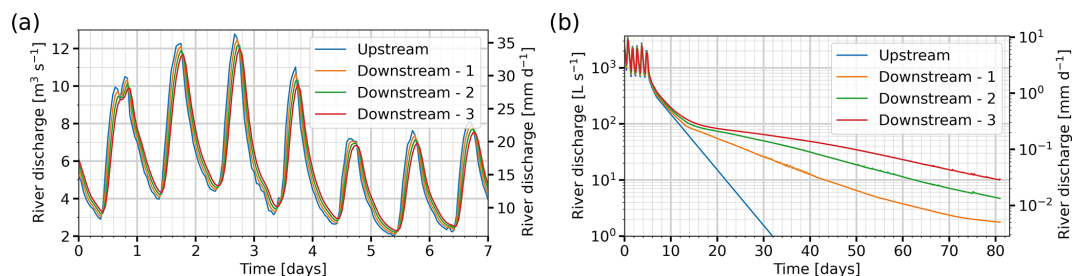 (a)
River discharge [m³ s⁻¹]
12
10
8
6
4
2
0 1 2 3 4 5 6 7
Time [days]
35
30
25
20
15
10
River discharge [mm d⁻¹]
Upstream
Downstream - 1
Downstream - 2
Downstream - 3
(b)
River discharge [L s⁻¹]
10³
10²
10¹
10⁰
0 10 20 30 40 50 60 70 80
Time [days]
10¹
10⁰
10⁻¹
10⁻²
River discharge [mm d⁻¹]
Upstream
Downstream - 1
Downstream - 2
Downstream - 3